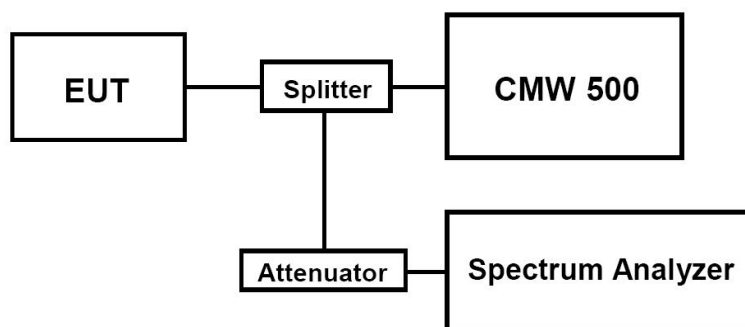 EUT
Splitter
CMW 500
Attenuator
Spectrum Analyzer